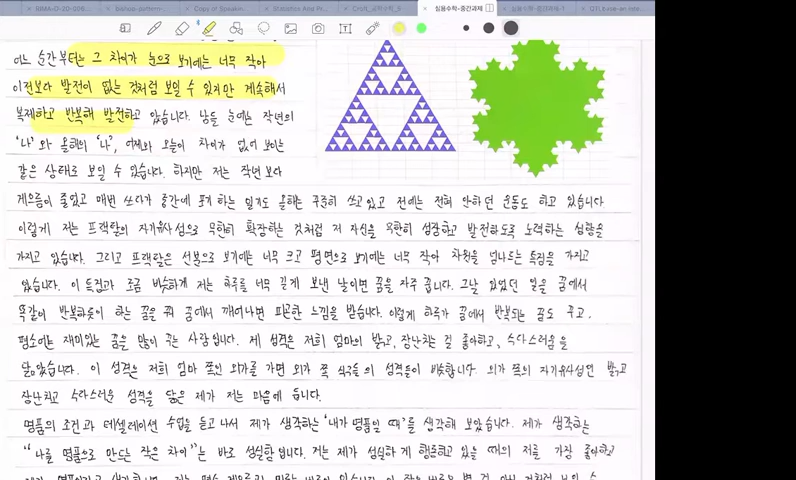 Copy of Speakin
실용수학-중간과제
어느 순간부터는 그 차이가 눈으로 보기에는 너무 작아
이전보다 발전이 없는 것처럼 보일 수 있지만 계속해서
복제하고 반복해 발전하고 있습니다. 남들 눈에는 작년의
'나'와 올해의 '나', 어제와 오늘이 차이가 없어 보이는
같은 상태로 보일 수 있습니다. 하지만 저는 작년 보다
게으름이 줄었고 매번 쓰다가 중간에 포기 하는 일기도 올해는 꾸준히 쓰고 있고 전에는 전혀 안하던 운동도 하고 있습니다
이렇게 저는 프랙탈의 자기유사성으로 무한히 확장하는 것처럼 저 자신을 무한히 성장하고 발전하도록 노력하는 성향을
가지고 있습니다. 그리고 프랙탈은 선분으로 보기에는 너무 크고 평면으로 보기에는 너무 작아 차원을 넘나드는 특징을 가지고
있습니다. 이 특징과 조금 비슷하게 저는 하루를 너무 길게 보낸 날이면 꿈을 자주 꿉니다. 그날 있었던 일을 꿈에서
똑같이 반복하듯이 하는 꿈을 꿔 꿈에서 깨어나면 피곤한 느낌을 받습니다. 이렇게 하루가 꿈에서 반복되는 꿈도 꾸고,
평소에는 재미있는 꿈을 많이 꾸는 사람입니다. 제 성격은 저희 엄마의 밝고, 장난치는 걸 좋아하고, 수다스러움을
닮았습니다. 이 성격은 저희 엄마 쪽인 외가를 가면 외가 쪽 식구들의 성격들이 비슷합니다. 외가 쪽의 자기유사성인 밝고
장난치고 수다스러운 성격을 닮은 제가 저는 마음에 듭니다.
명품의 조건과 테셀레이션 수업을 듣고 나서 제가 생각하는 '내가 명품일 때'를 생각해 보았습니다. 제가 생각하는
"나를 명품으로 만드는 작은 차이"는 바로 성실함 입니다. 저는 제가 성실하게 행동하고 있을 때의 저를 가장 좋아하고